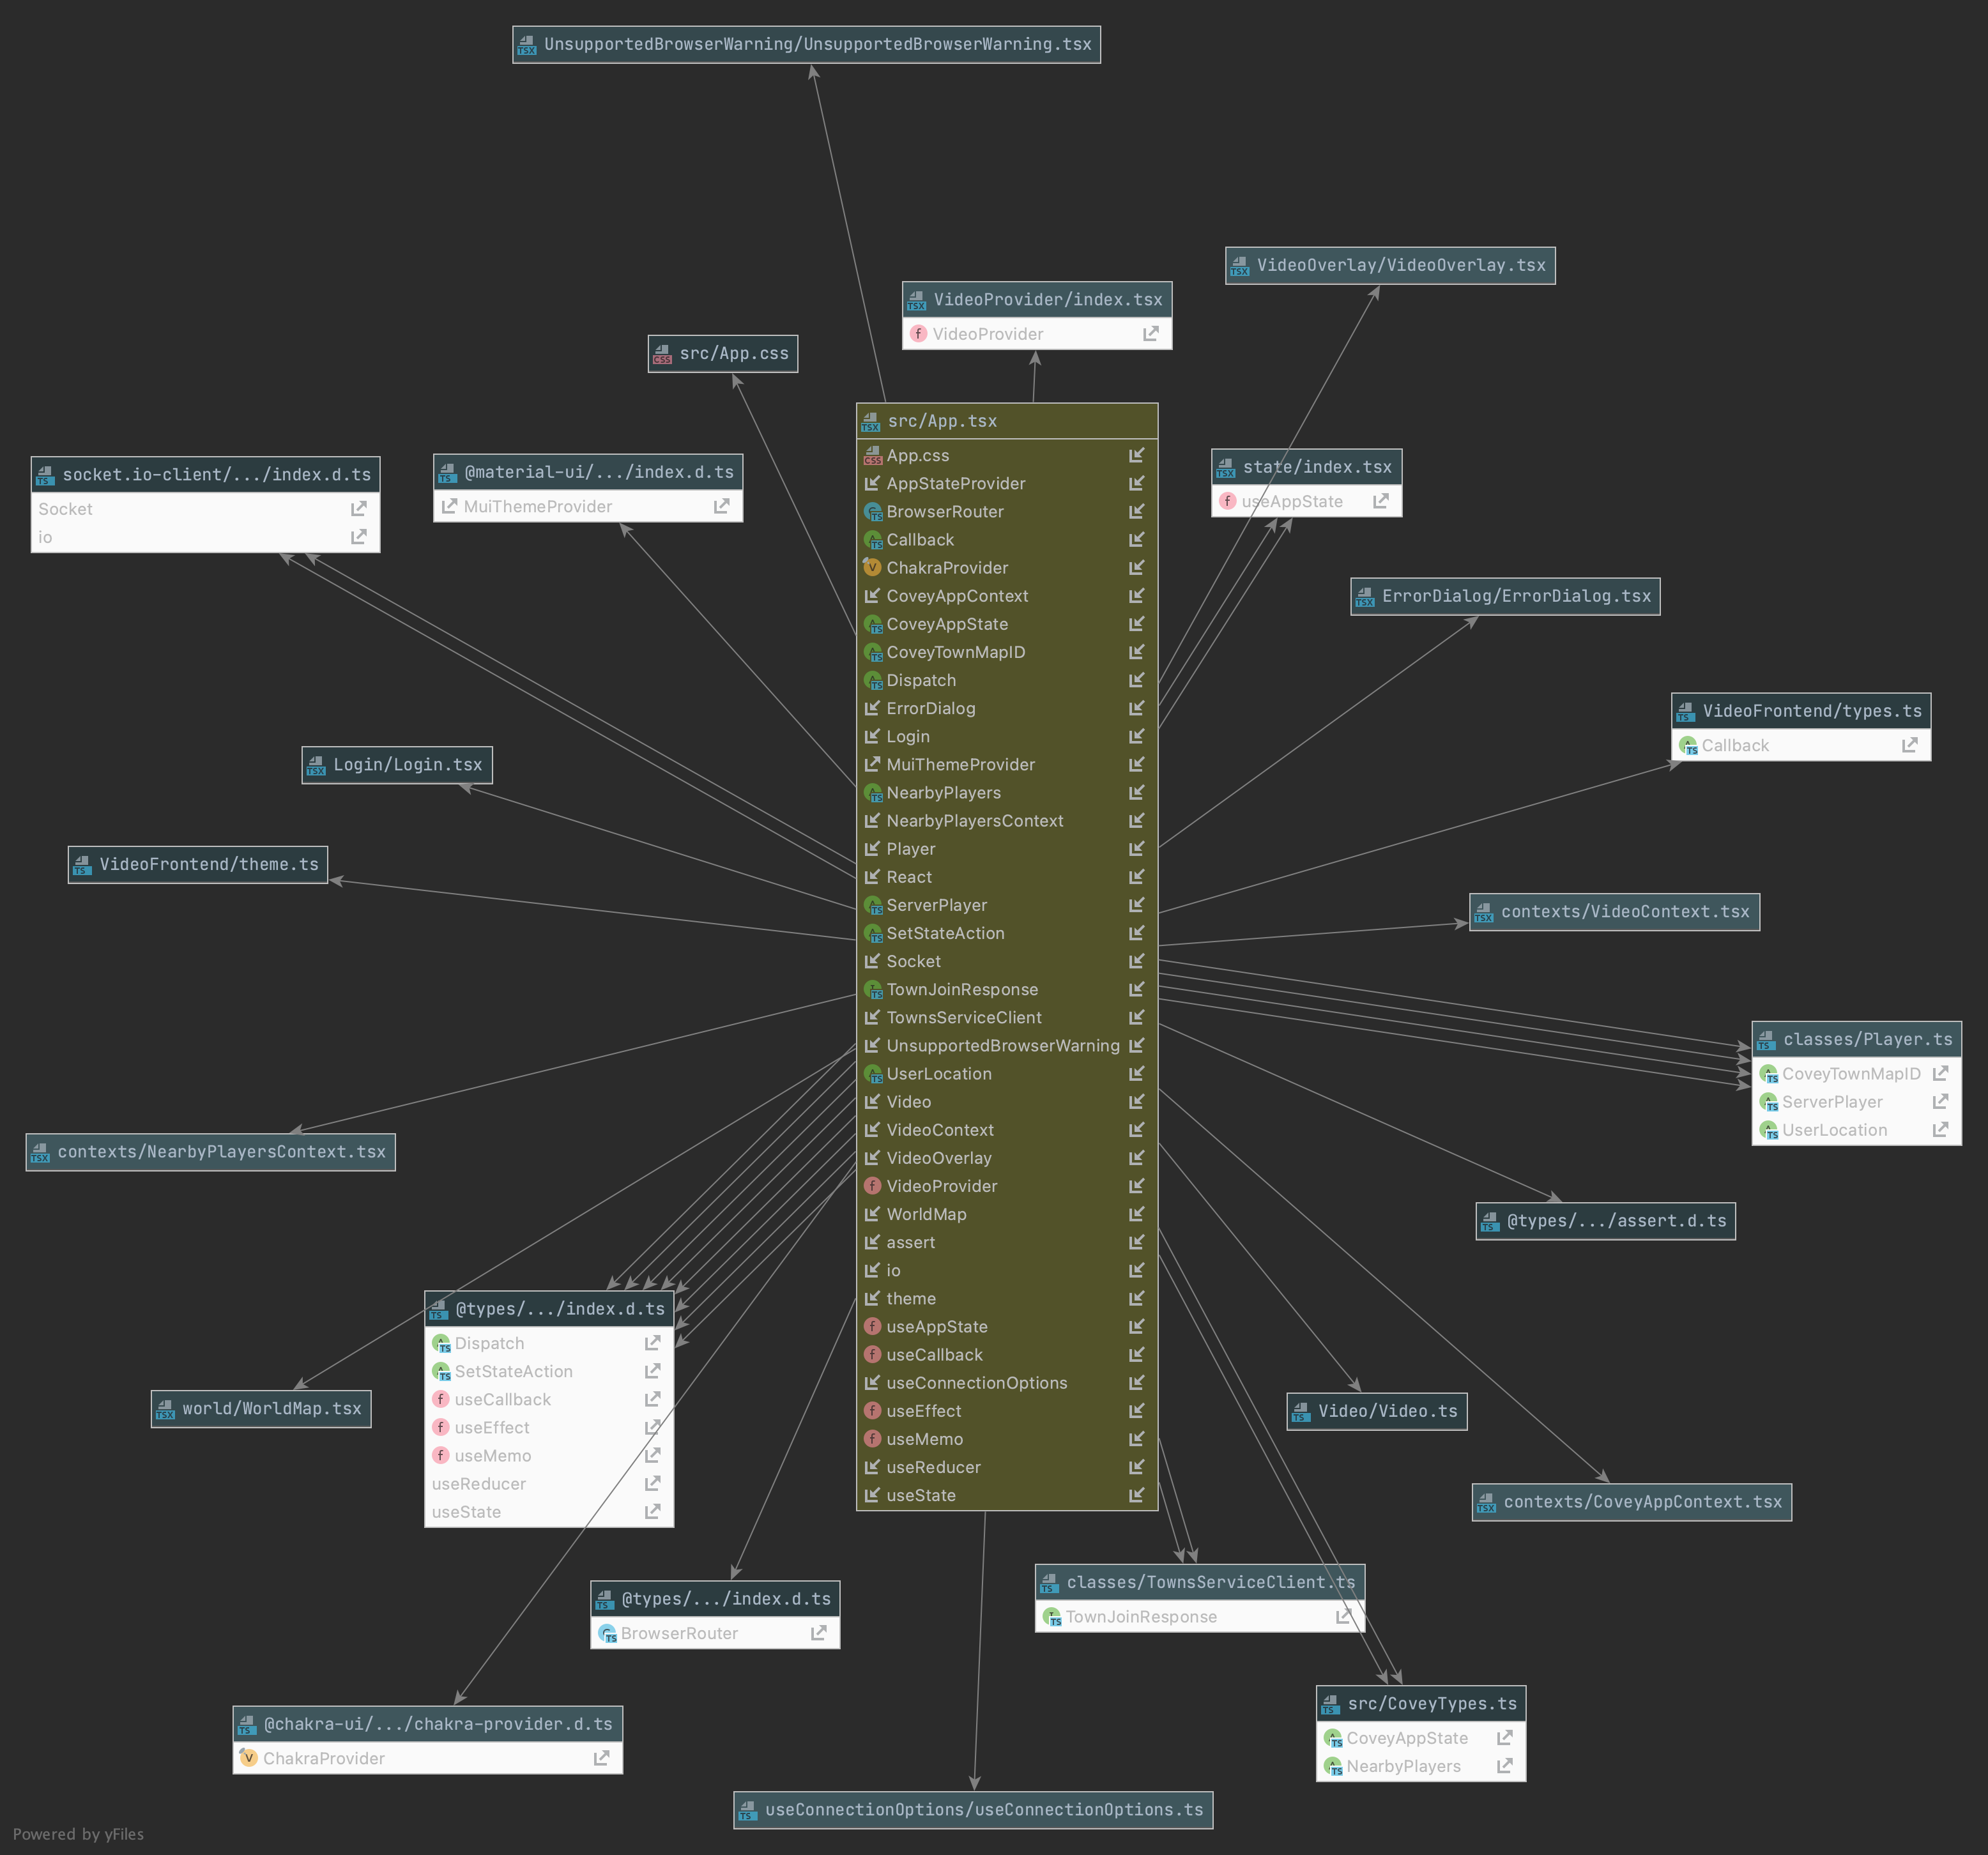 UnsupportedBrowserWarning/UnsupportedBrowserWarning.tsx
VideoOverlay/VideoOverlay.tsx
VideoProvider/index.tsx
VideoProvider
src/App.css
socket.io-client/.../index.d.ts
Socket
io
@material-ui/.../index.d.ts
MuiThemeProvider
state/index.tsx
useAppState
src/App.tsx
App.css
AppStateProvider
BrowserRouter
Callback
ChakraProvider
CoveyAppContext
CoveyAppState
CoveyTownMapID
Dispatch
ErrorDialog
Login
MuiThemeProvider
NearbyPlayers
NearbyPlayersContext
Player
React
ServerPlayer
SetStateAction
Socket
TownJoinResponse
TownsServiceClient
UnsupportedBrowserWarning
UserLocation
Video
VideoContext
VideoOverlay
VideoProvider
WorldMap
assert
io
theme
useAppState
useCallback
useConnectionOptions
useEffect
useMemo
useReducer
useState
ErrorDialog/ErrorDialog.tsx
VideoFrontend/types.ts
Callback
Login/Login.tsx
VideoFrontend/theme.ts
contexts/VideoContext.tsx
classes/Player.ts
CoveyTownMapID
ServerPlayer
UserLocation
contexts/NearbyPlayersContext.tsx
@types/.../assert.d.ts
@types/.../index.d.ts
Dispatch
SetStateAction
useCallback
useEffect
useMemo
useReducer
useState
world/WorldMap.tsx
Video/Video.ts
contexts/CoveyAppContext.tsx
@types/.../index.d.ts
BrowserRouter
classes/TownsServiceClient.ts
TownJoinResponse
src/CoveyTypes.ts
CoveyAppState
NearbyPlayers
@chakra-ui/.../chakra-provider.d.ts
ChakraProvider
useConnectionOptions/useConnectionOptions.ts
Powered by yFiles